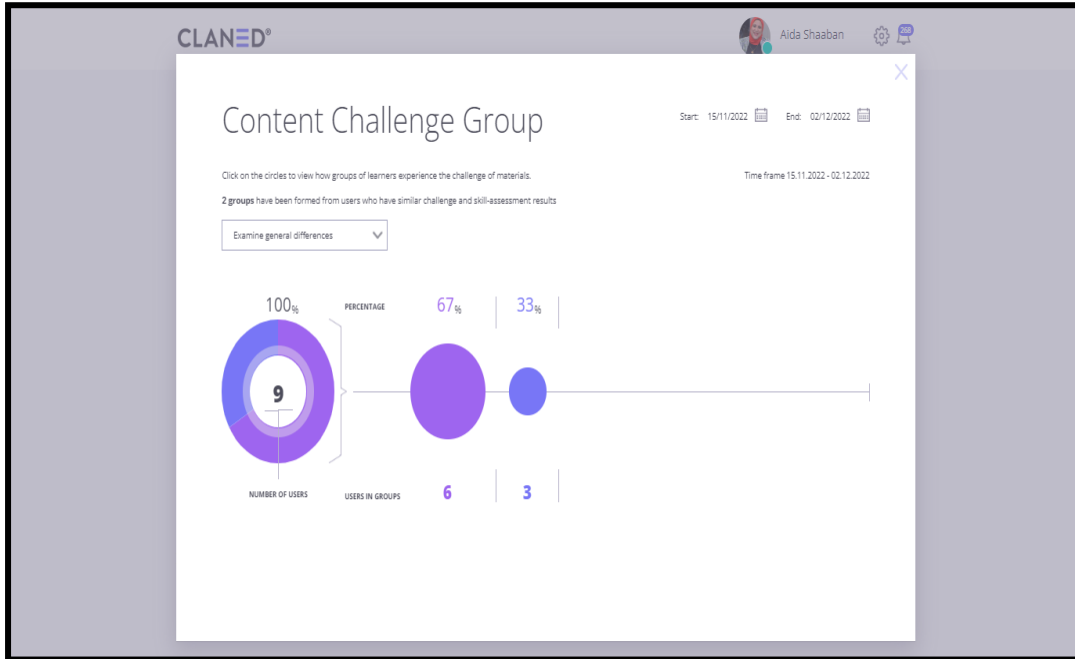 CLANED®
Aida Shaaban
268
X
Content Challenge Group
Start: 15/11/2022 End: 02/12/2022
Click on the circles to view how groups of learners experience the challenge of materials.
Time frame 15.11.2022 - 02.12.2022
2 groups have been formed from users who have similar challenge and skill-assessment results
Examine general differences
100% PERCENTAGE 67% 33%
9
NUMBER OF USERS USERS IN GROUPS 6 3